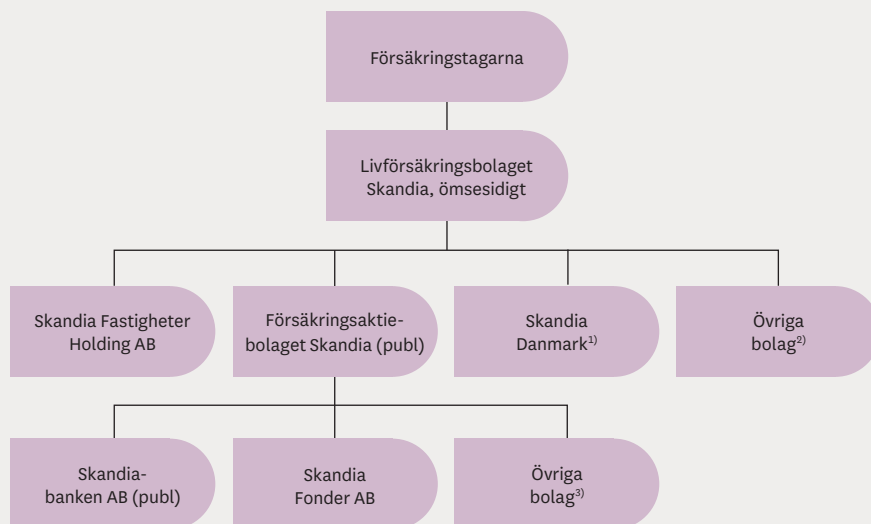 Försäkringstagarna
Livförsäkringsbolaget
Skandia, ömsesidigt
Skandia Fastigheter
Holding AB
Försäkringsaktie-
bolaget Skandia (publ)
Skandia
Danmark1)
Övriga
bolag2)
Skandia-
banken AB (publ)
Skandia
Fonder AB
Övriga
bolag3)